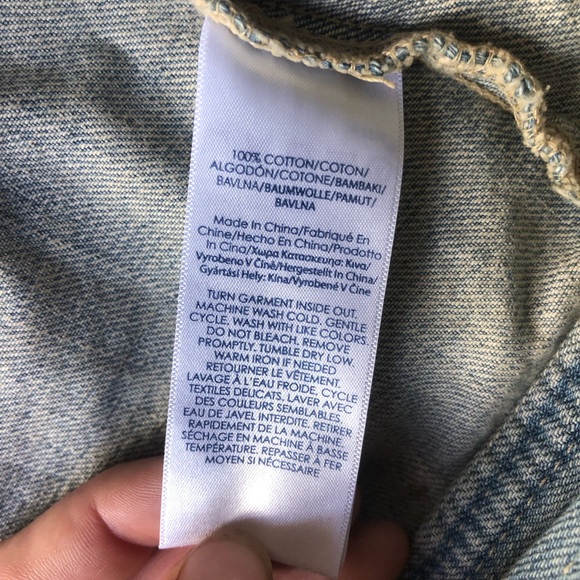 100% COTTON/COTON/
ALGODÓN/COTONE/BAMBAKI/
BAVLNA/BAUMWOLLE/PAMUT/
BAVLNA
Made In China/Fabriqué En
Chine/Hecho En China/Prodotto
In Cina/Χωρα Κατασκευησ: Κινα/
Vyrobeno V Čině/Hergestellt In China/
Gyártási Hely: Kína/Vyrobené V Čine
TURN GARMENT INSIDE OUT.
MACHINE WASH COLD, GENTLE
CYCLE. WASH WITH LIKE COLORS.
DO NOT BLEACH. REMOVE
PROMPTLY. TUMBLE DRY LOW.
WARM IRON IF NEEDED
RETOURNER LE VÊTEMENT.
LAVAGE À L'EAU FROIDE, CYCLE
TEXTILES DELICATS. LAVER AVEC
DES COULEURS SEMBLABLES.
EAU DE JAVEL INTERDITE. RETIRER
RAPIDEMENT DE LA MACHINE.
SÉCHAGE EN MACHINE À BASSE
TEMPÉRATURE. REPASSER À FER
MOYEN SI NÉCESSAIRE